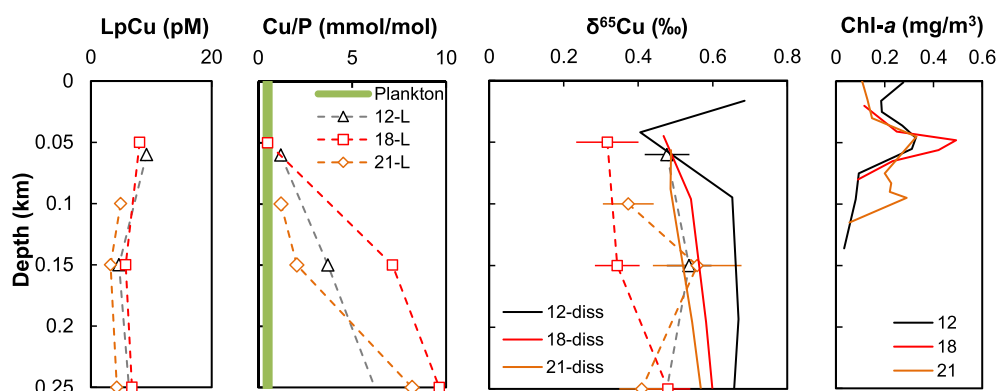 LpCu (pM)
0 20
Cu/P (mmol/mol)
0 5 10
δ⁶⁵Cu (‰)
0 0.2 0.4 0.6 0.8
Chl-a (mg/m³)
0 0.2 0.4 0.6
Depth (km)
0
0.05
0.1
0.15
0.2
0.25
Plankton
12-L
18-L
21-L
12-diss
18-diss
21-diss
12
18
21